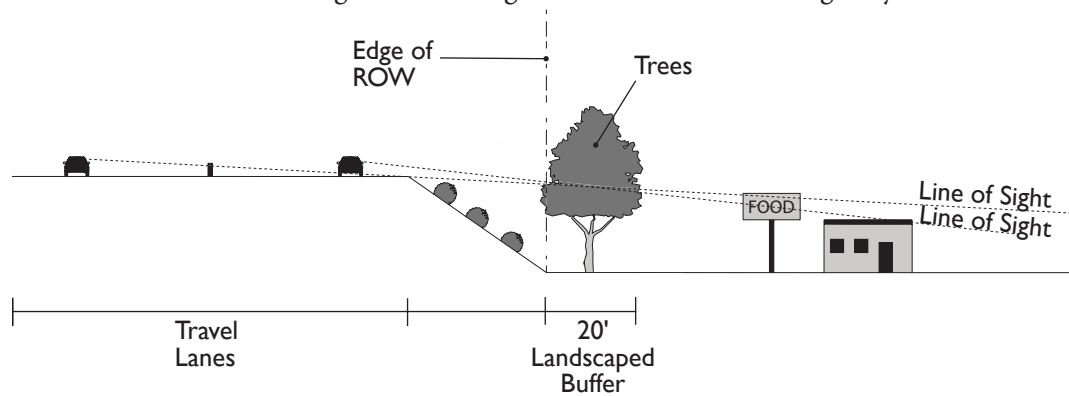 Edge of
ROW
Trees
FOOD
Line of Sight
Line of Sight
Travel
Lanes
20'
Landscaped
Buffer